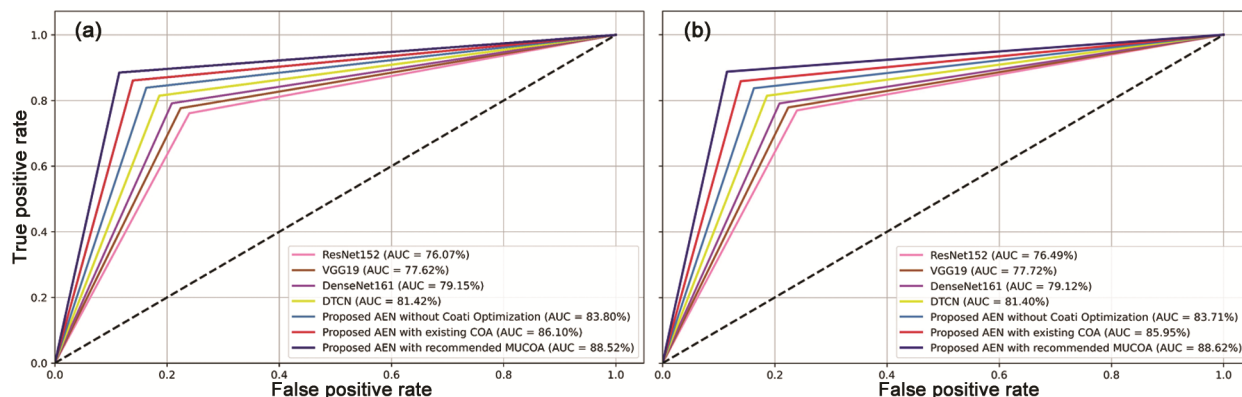 (a)
1.0
0.8
0.6
0.4
0.2
0.0
True positive rate
ResNet152 (AUC = 76.07%)
VGG19 (AUC = 77.62%)
DenseNet161 (AUC = 79.15%)
DTCN (AUC = 81.42%)
Proposed AEN without Coati Optimization (AUC = 83.80%)
Proposed AEN with existing COA (AUC = 86.10%)
Proposed AEN with recommended MUCOA (AUC = 88.52%)
0.0 0.2 0.4 0.6 0.8 1.0
False positive rate
(b)
1.0
0.8
0.6
0.4
0.2
0.0
ResNet152 (AUC = 76.49%)
VGG19 (AUC = 77.72%)
DenseNet161 (AUC = 79.12%)
DTCN (AUC = 81.40%)
Proposed AEN without Coati Optimization (AUC = 83.71%)
Proposed AEN with existing COA (AUC = 85.95%)
Proposed AEN with recommended MUCOA (AUC = 88.62%)
0.0 0.2 0.4 0.6 0.8 1.0
False positive rate